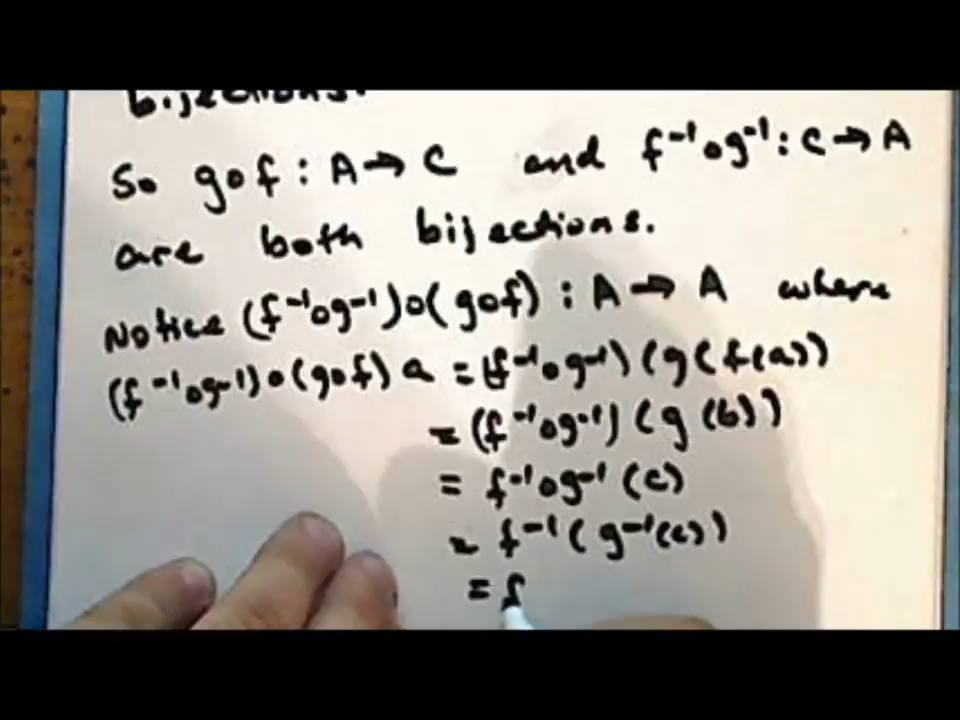 bijections.
So g∘f : A → C and f⁻¹∘g⁻¹ : C → A
are both bijections.
Notice (f⁻¹∘g⁻¹)∘(g∘f) : A → A where
(f⁻¹∘g⁻¹)∘(g∘f) a = (f⁻¹∘g⁻¹) (g(f(a))
= (f⁻¹∘g⁻¹) (g(b))
= f⁻¹∘g⁻¹ (c)
= f⁻¹(g⁻¹(c))
= f